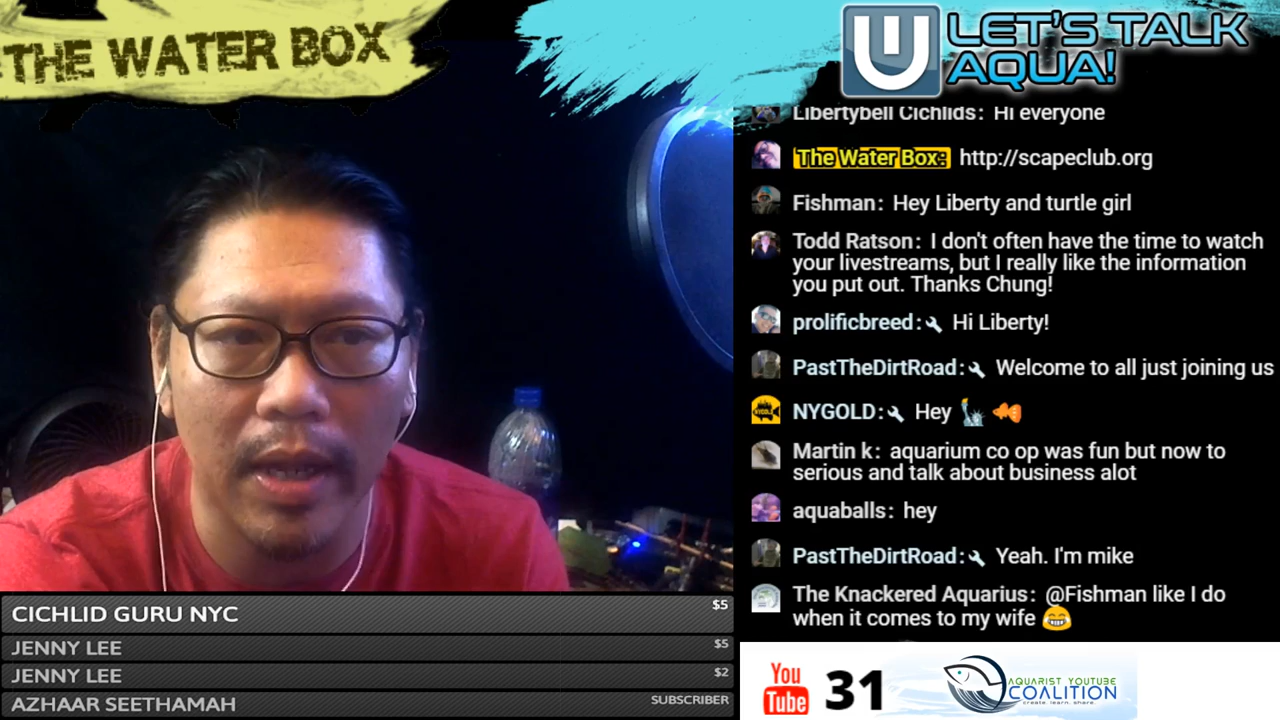 THE WATER BOX
LET'S TALK
AQUA!
Libertybell Cichlids: Hi everyone
The Water Box: http://scapeclub.org
Fishman: Hey Liberty and turtle girl
Todd Ratson: I don't often have the time to watch
your livestreams, but I really like the information
you put out. Thanks Chung!
prolificbreed: Hi Liberty!
PastTheDirtRoad: Welcome to all just joining us
NYGOLD: Hey 🗽 🐠
Martin k: aquarium co op was fun but now to
serious and talk about business alot
aquaballs: hey
PastTheDirtRoad: Yeah. I'm mike
The Knackered Aquarius: @Fishman like I do
when it comes to my wife 😂
CICHLID GURU NYC $5
JENNY LEE $5
JENNY LEE $2
AZHAAR SEETHAMAH SUBSCRIBER
You
Tube
31
AQUARIST YOUTUBE
COALITION
create. learn. share.